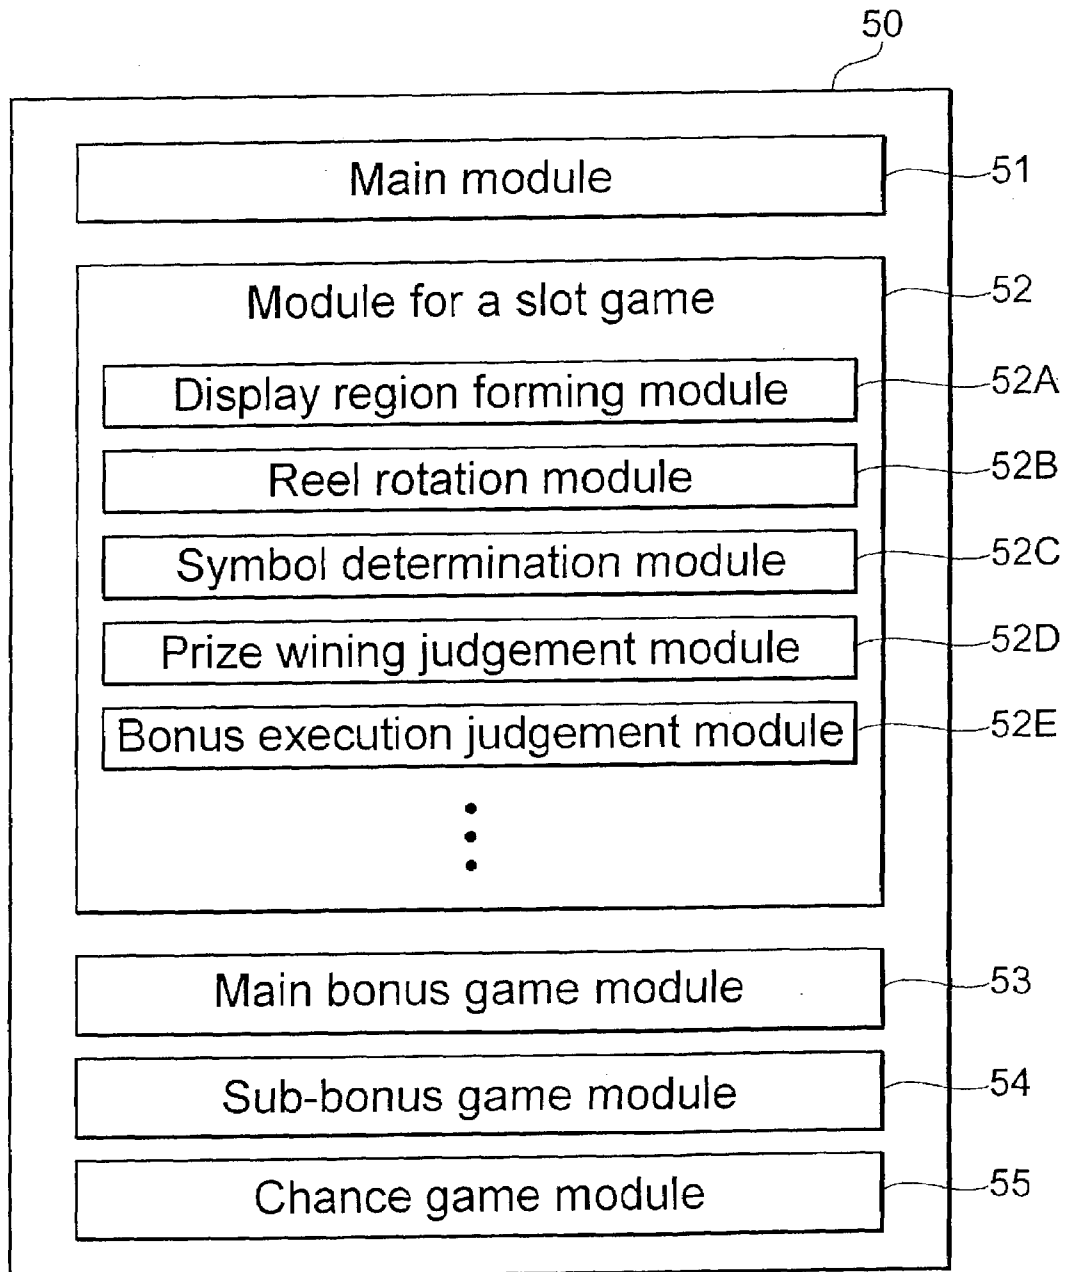 50
Main module 51
Module for a slot game 52
Display region forming module 52A
Reel rotation module 52B
Symbol determination module 52C
Prize wining judgement module 52D
Bonus execution judgement module 52E
Main bonus game module 53
Sub-bonus game module 54
Chance game module 55